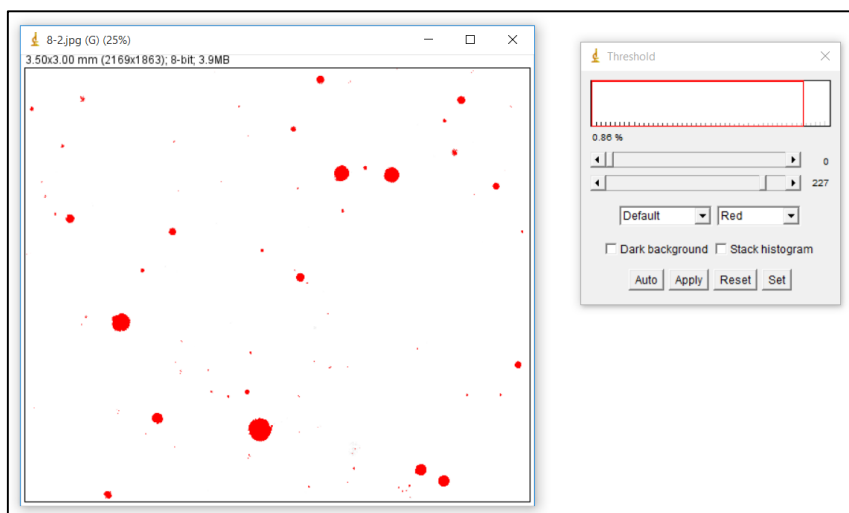 8-2.jpg (G) (25%)
3.50x3.00 mm (2169x1863); 8-bit; 3.9MB
Threshold
0.86 %
0
227
Default Red
Dark background Stack histogram
Auto Apply Reset Set